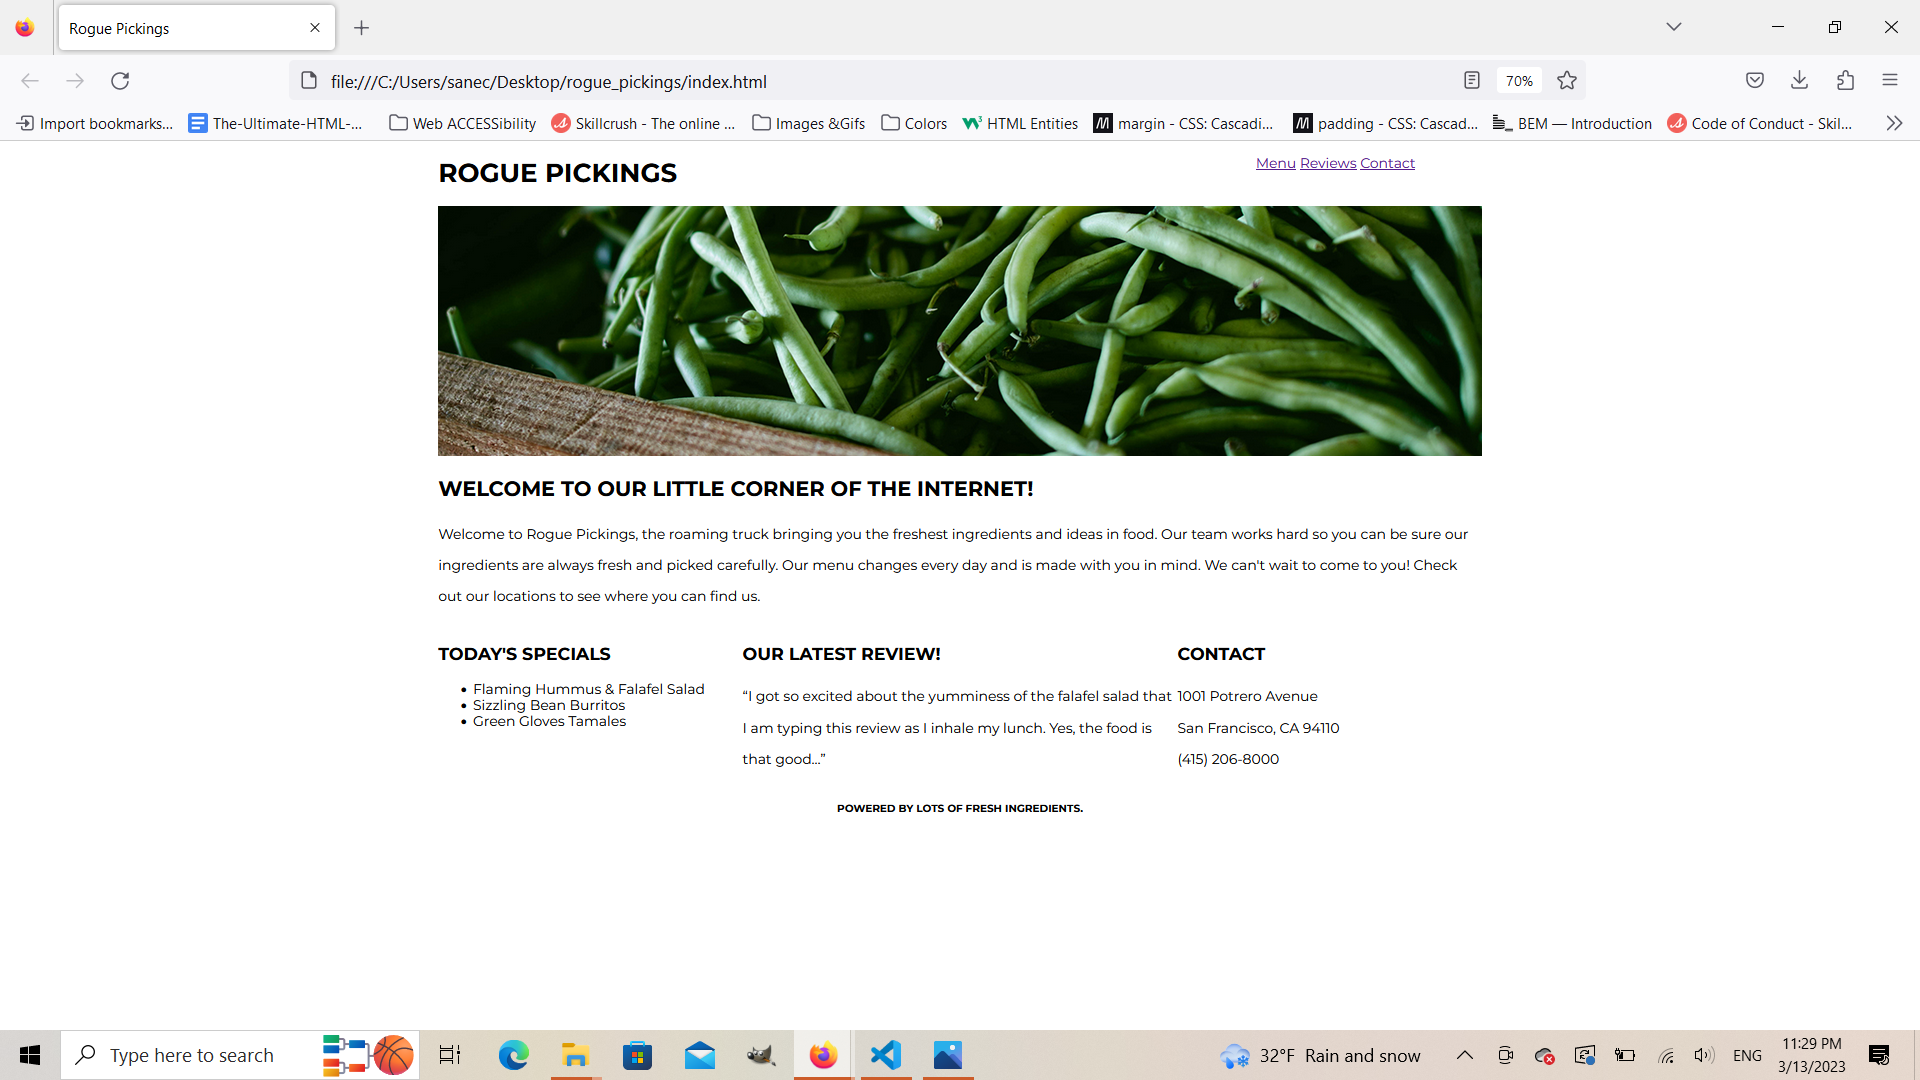 Rogue Pickings
file:///C:/Users/sanec/Desktop/rogue_pickings/index.html
70%
Import bookmarks... The-Ultimate-HTML-... Web ACCESSibility Skillcrush - The online ... Images &Gifs Colors HTML Entities margin - CSS: Cascadi... padding - CSS: Cascad... BEM — Introduction Code of Conduct - Skil...
ROGUE PICKINGS
Menu Reviews Contact
WELCOME TO OUR LITTLE CORNER OF THE INTERNET!
Welcome to Rogue Pickings, the roaming truck bringing you the freshest ingredients and ideas in food. Our team works hard so you can be sure our
ingredients are always fresh and picked carefully. Our menu changes every day and is made with you in mind. We can't wait to come to you! Check
out our locations to see where you can find us.
TODAY'S SPECIALS
Flaming Hummus & Falafel Salad
Sizzling Bean Burritos
Green Gloves Tamales
OUR LATEST REVIEW!
“I got so excited about the yumminess of the falafel salad that
I am typing this review as I inhale my lunch. Yes, the food is
that good...”
CONTACT
1001 Potrero Avenue
San Francisco, CA 94110
(415) 206-8000
POWERED BY LOTS OF FRESH INGREDIENTS.
Type here to search
32°F Rain and snow
ENG
11:29 PM
3/13/2023